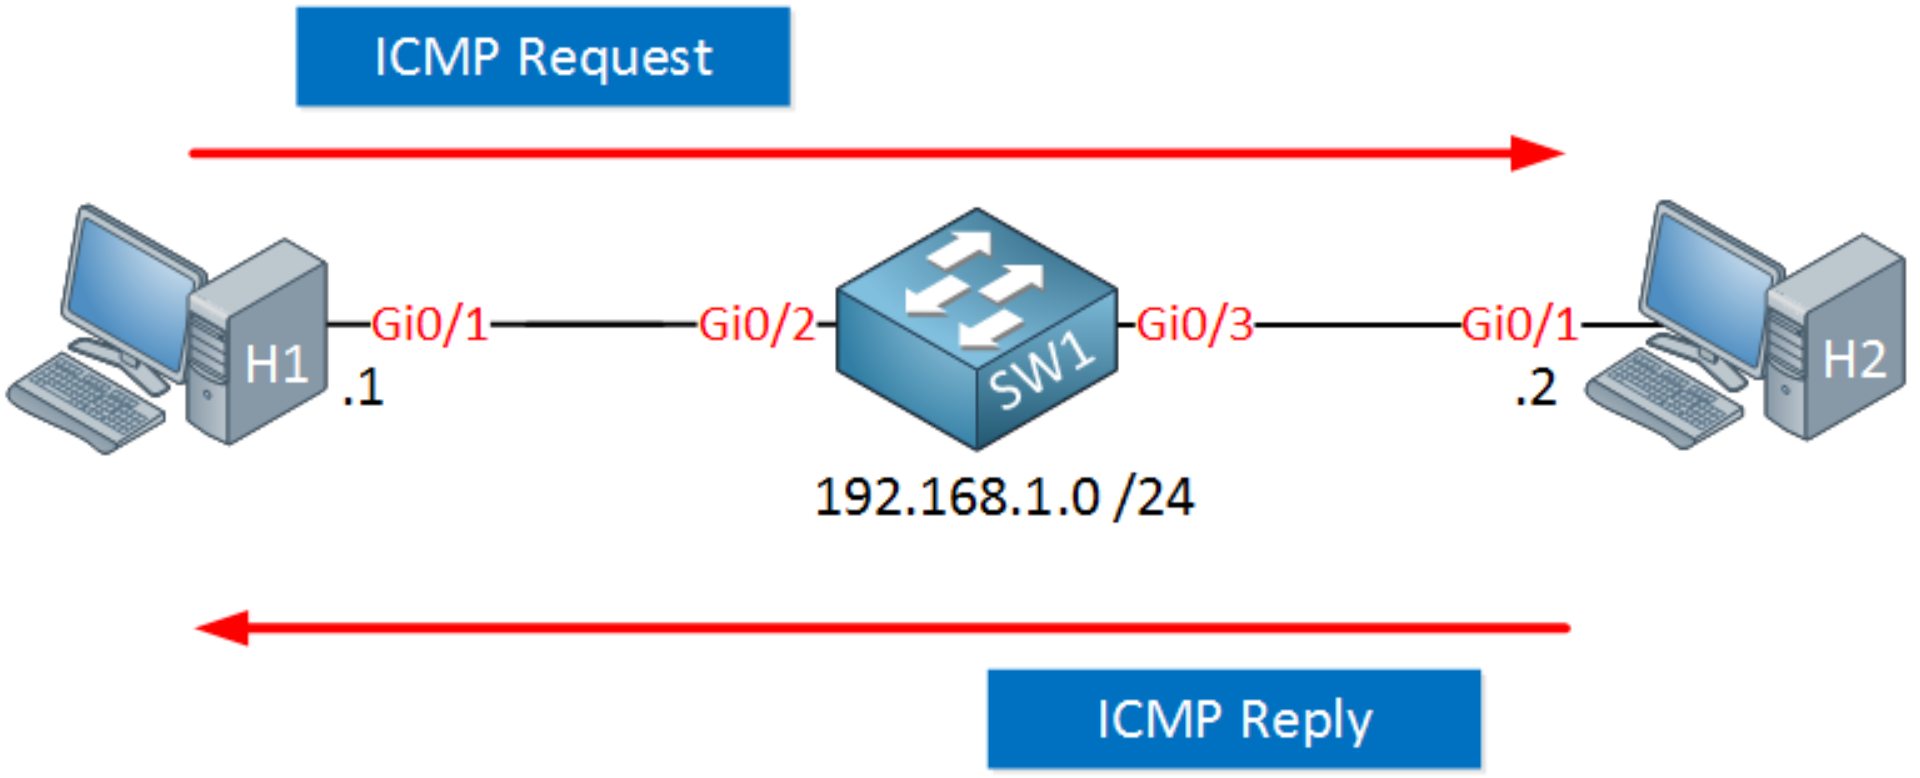 ICMP Request
Gi0/1
Gi0/2
Gi0/3
Gi0/1
H1
SW1
H2
.1
.2
192.168.1.0 /24
ICMP Reply